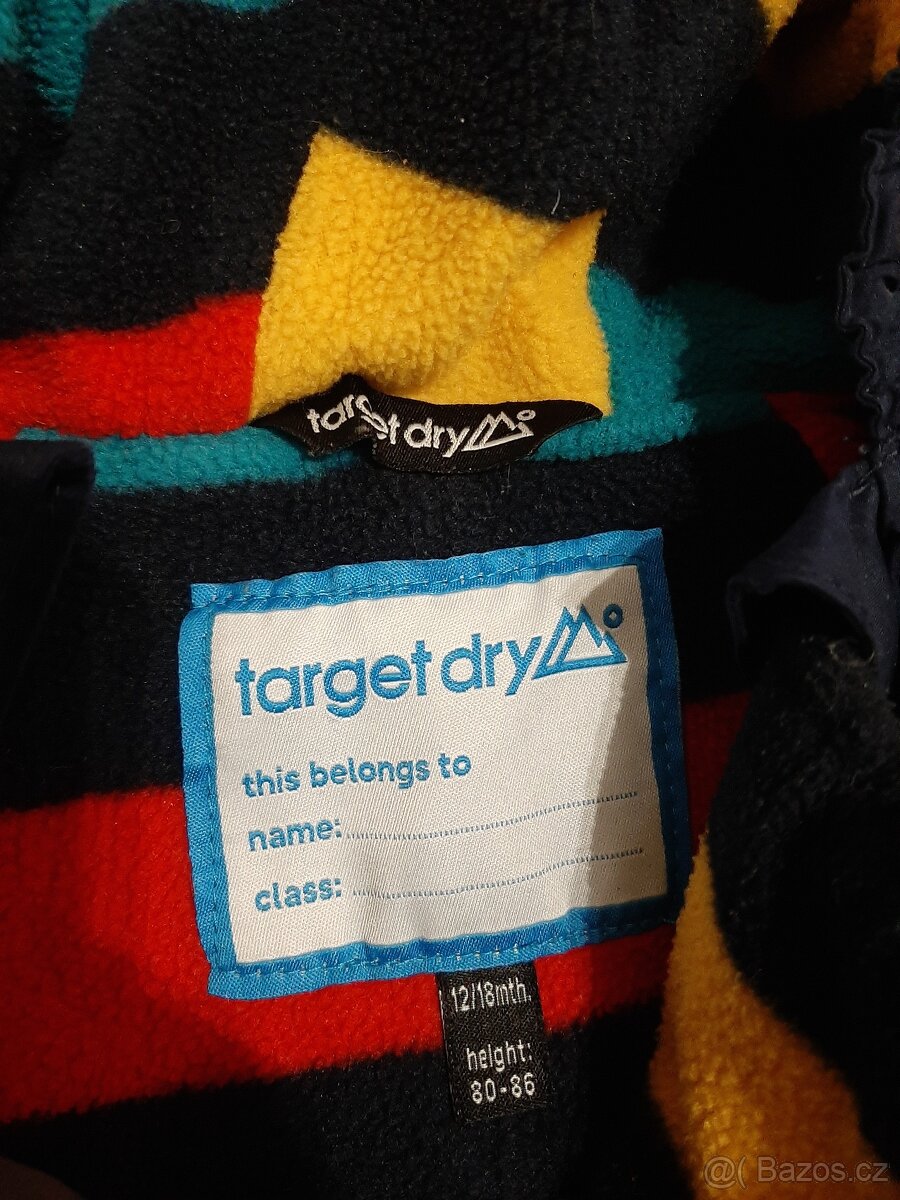 target dry
target dry
this belongs to
name:
class:
12/18mth.
height:
80-86
@( Bazos.cz